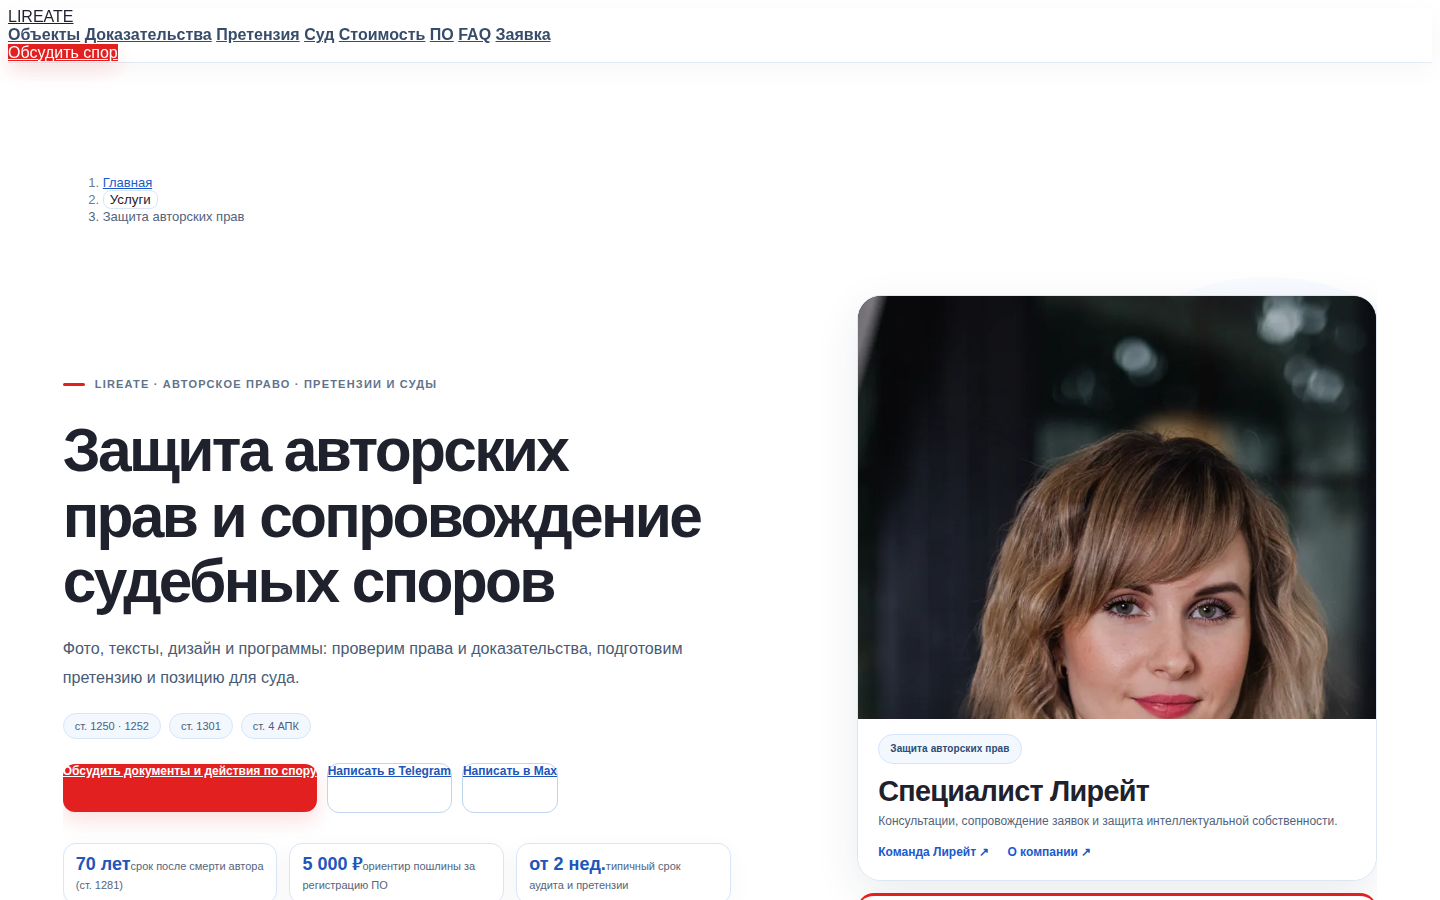 LIREATE
Объекты Доказательства Претензия Суд Стоимость ПО FAQ Заявка
Обсудить спор
1. Главная
2. Услуги
3. Защита авторских прав
LIREATE · АВТОРСКОЕ ПРАВО · ПРЕТ�ензИИ И СУДЫ
Защита авторских
прав и сопровождение
судебных споров
Фото, тексты, дизайн и программы: проверим права и доказательства, подготовим
претензию и позицию для суда.
ст. 1250 · 1252
ст. 1301
ст. 4 АПК
Обсудить документы и действия по спору
Написать в Telegram
Написать в Max
70 лет срок после смерти автора
(ст. 1281)
5 000 ₽ ориентир пошлины за
регистрацию ПО
от 2 нед. типичный срок
аудита и претензии
Защита авторских прав
Специалист Лирейт
Консультации, сопровождение заявок и защита интеллектуальной собственности.
Команда Лирейт ↗ О компании ↗